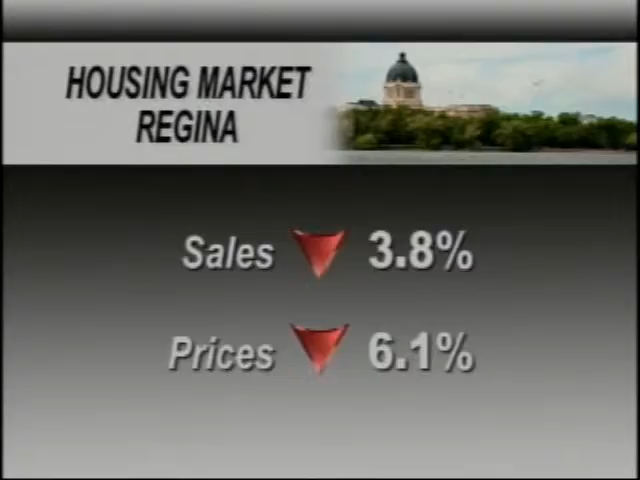 HOUSING MARKET
REGINA
Sales 3.8%
Prices 6.1%